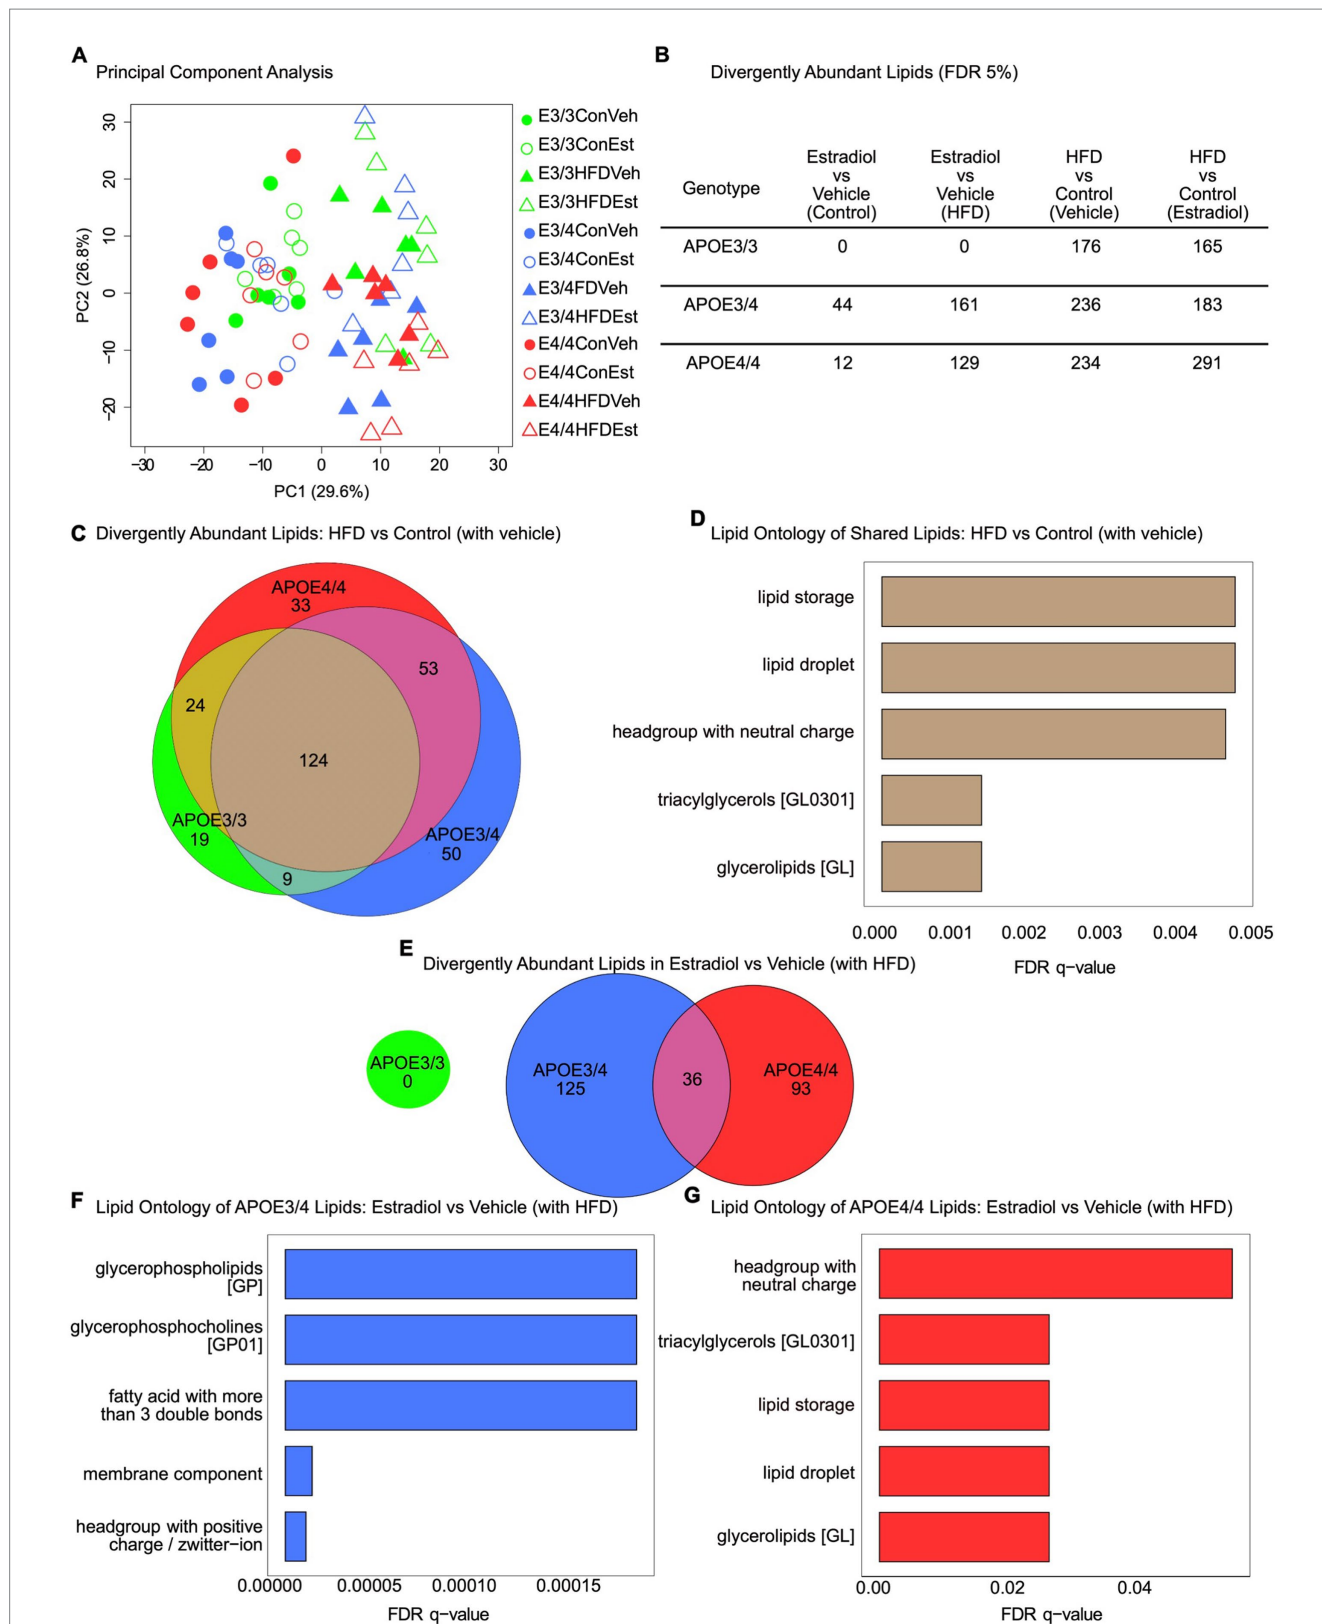 A
Principal Component Analysis
30
20
10
0
−10
−20
PC2 (26.8%)
−30
−20
−10
0
10
20
30
PC1 (29.6%)
E3/3ConVeh
E3/3ConEst
E3/3HFDVeh
E3/3HFDEst
E3/4ConVeh
E3/4ConEst
E3/4FDVeh
E3/4HFDEst
E4/4ConVeh
E4/4ConEst
E4/4HFDVeh
E4/4HFDEst
B
Divergently Abundant Lipids (FDR 5%)
Genotype
Estradiol
vs
Vehicle
(Control)
Estradiol
vs
Vehicle
(HFD)
HFD
vs
Control
(Vehicle)
HFD
vs
Control
(Estradiol)
APOE3/3 0 0 176 165
APOE3/4 44 161 236 183
APOE4/4 12 129 234 291
C
Divergently Abundant Lipids: HFD vs Control (with vehicle)
APOE4/4
33
53
24
124
APOE3/3
19
APOE3/4
50
9
D
Lipid Ontology of Shared Lipids: HFD vs Control (with vehicle)
lipid storage
lipid droplet
headgroup with neutral charge
triacylglycerols [GL0301]
glycerolipids [GL]
0.000 0.001 0.002 0.003 0.004 0.005
FDR q−value
E
Divergently Abundant Lipids in Estradiol vs Vehicle (with HFD)
APOE3/3
0
APOE3/4
125
36
APOE4/4
93
F
Lipid Ontology of APOE3/4 Lipids: Estradiol vs Vehicle (with HFD)
glycerophospholipids
[GP]
glycerophosphocholines
[GP01]
fatty acid with more
than 3 double bonds
membrane component
headgroup with positive
charge / zwitter−ion
0.00000 0.00005 0.00010 0.00015
FDR q−value
G
Lipid Ontology of APOE4/4 Lipids: Estradiol vs Vehicle (with HFD)
headgroup with
neutral charge
triacylglycerols [GL0301]
lipid storage
lipid droplet
glycerolipids [GL]
0.00 0.02 0.04
FDR q−value